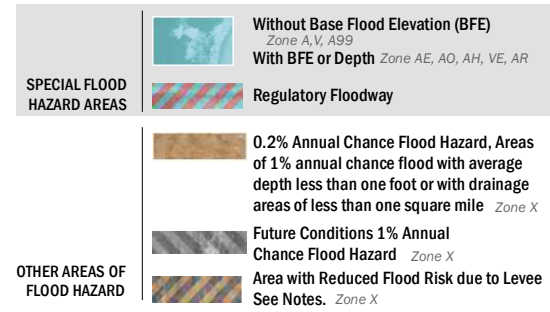 Without Base Flood Elevation (BFE)
Zone A,V, A99
With BFE or Depth Zone AE, AO, AH, VE, AR
SPECIAL FLOOD
HAZARD AREAS
Regulatory Floodway
0.2% Annual Chance Flood Hazard, Areas
of 1% annual chance flood with average
depth less than one foot or with drainage
areas of less than one square mile Zone X
Future Conditions 1% Annual
Chance Flood Hazard Zone X
OTHER AREAS OF
FLOOD HAZARD
Area with Reduced Flood Risk due to Levee
See Notes. Zone X